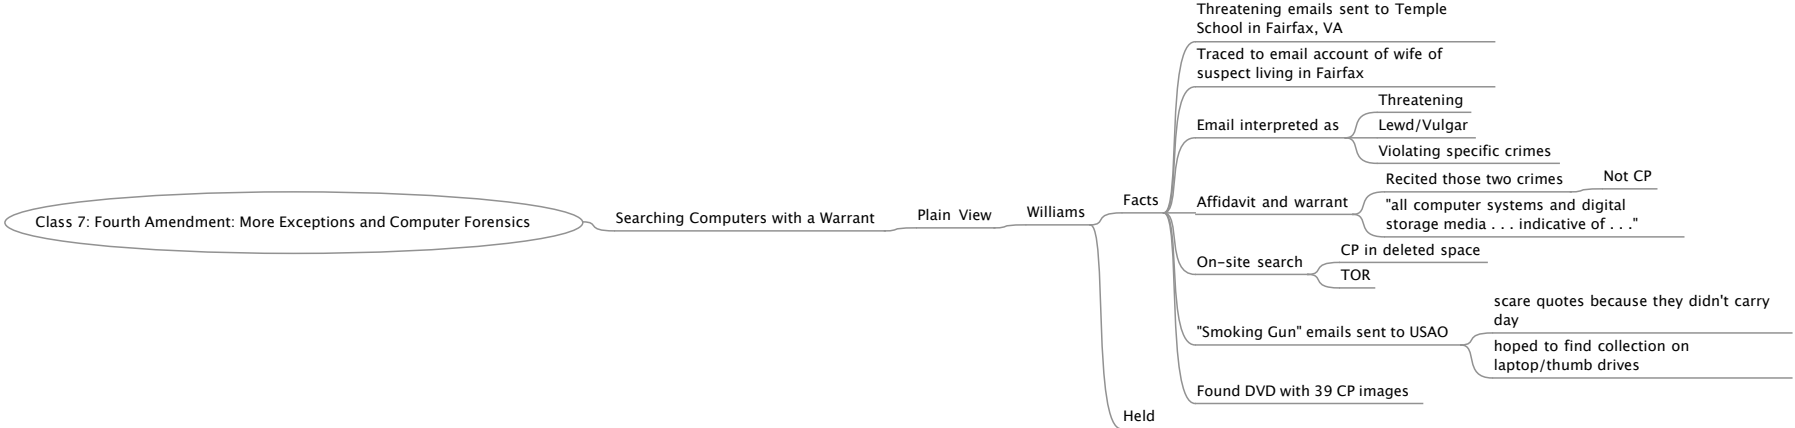 Class 7: Fourth Amendment: More Exceptions and Computer Forensics
Searching Computers with a Warrant
Plain View
Williams
Facts
Threatening emails sent to Temple
School in Fairfax, VA
Traced to email account of wife of
suspect living in Fairfax
Email interpreted as
Threatening
Lewd/Vulgar
Violating specific crimes
Affidavit and warrant
Recited those two crimes
Not CP
"all computer systems and digital
storage media . . . indicative of . . ."
On-site search
CP in deleted space
TOR
"Smoking Gun" emails sent to USAO
scare quotes because they didn't carry
day
hoped to find collection on
laptop/thumb drives
Found DVD with 39 CP images
Held